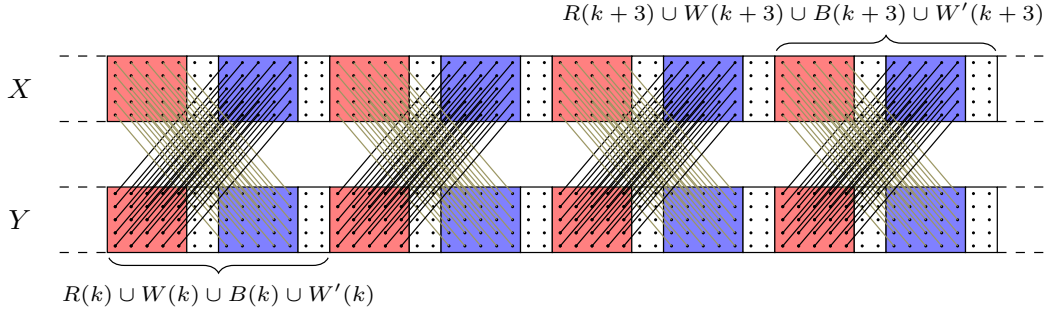 R(k + 3) ∪ W(k + 3) ∪ B(k + 3) ∪ W′(k + 3)
X
Y
R(k) ∪ W(k) ∪ B(k) ∪ W′(k)